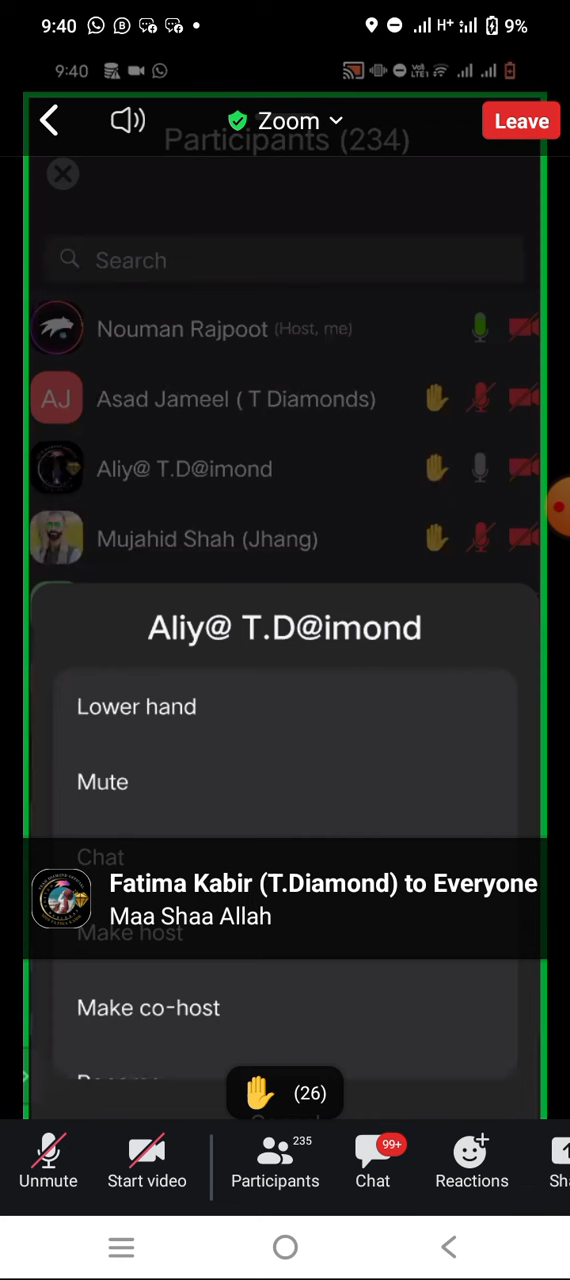 9:40 H+ 9%
9:40 VoLTE1
Zoom Leave
Participants (234)
Search
Nouman Rajpoot (Host, me)
AJ Asad Jameel ( T Diamonds)
Aliy@ T.D@imond
Mujahid Shah (Jhang)
Aliy@ T.D@imond
Lower hand
Mute
Chat
Fatima Kabir (T.Diamond) to Everyone
Maa Shaa Allah
Make host
Make co-host
(26)
235 99+
Unmute Start video Participants Chat Reactions Sha